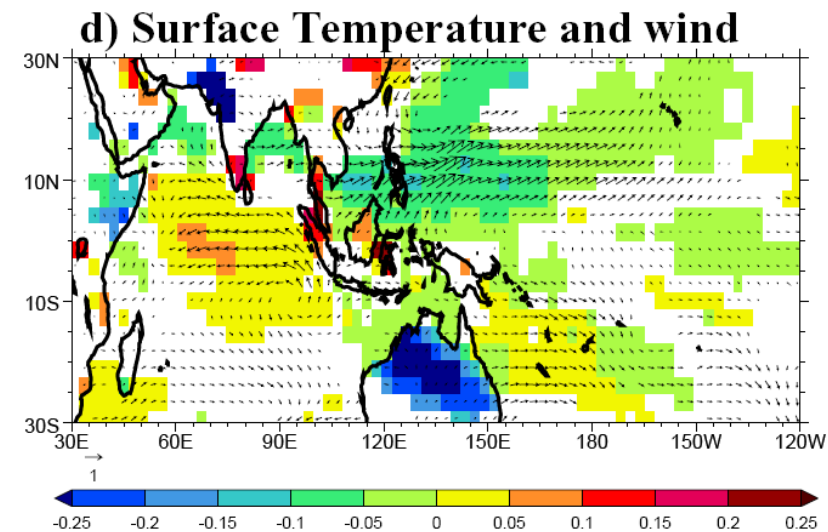 d) Surface Temperature and wind
30N
10N
10S
30S
30E 60E 90E 120E 150E 180 150W 120W
1
-0.25 -0.2 -0.15 -0.1 -0.05 0 0.05 0.1 0.15 0.2 0.25